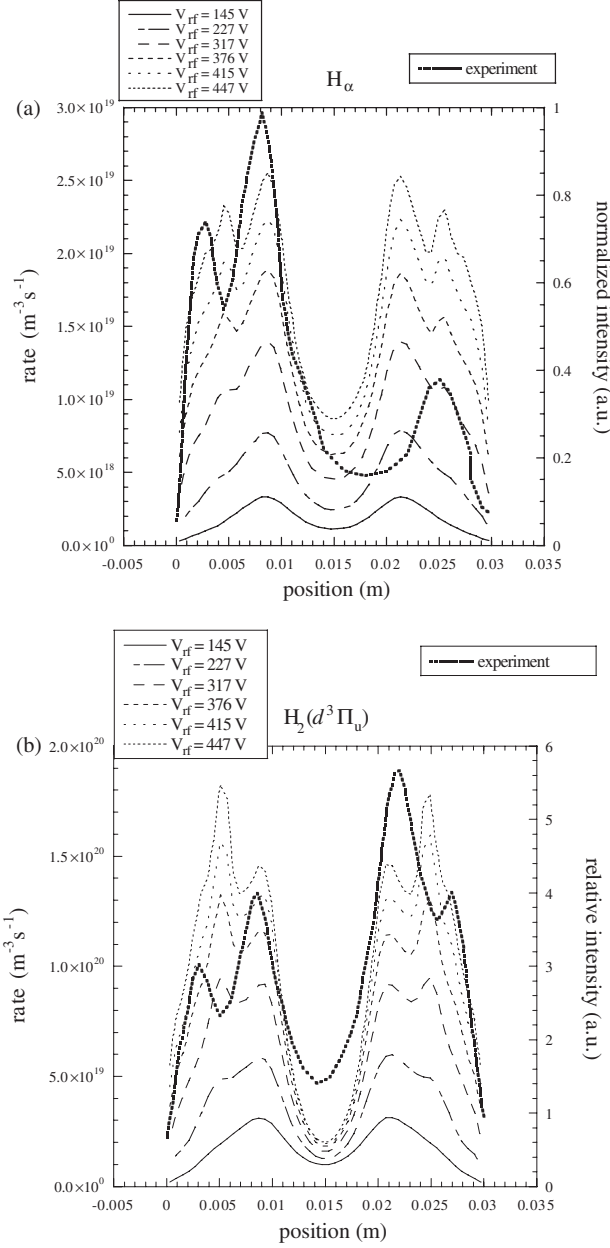 V_rf = 145 V
V_rf = 227 V
V_rf = 317 V
V_rf = 376 V
V_rf = 415 V
V_rf = 447 V
experiment
(a)
H_α
3.0×10^19
2.5×10^19
2.0×10^19
1.5×10^19
1.0×10^19
5.0×10^18
0.0×10^0
rate (m^-3 s^-1)
1
0.8
0.6
0.4
0.2
0
normalized intensity (a.u.)
-0.005 0 0.005 0.01 0.015 0.02 0.025 0.03 0.035
position (m)
V_rf = 145 V
V_rf = 227 V
V_rf = 317 V
V_rf = 376 V
V_rf = 415 V
V_rf = 447 V
experiment
(b)
H_2(d^3Π_u)
2.0×10^20
1.5×10^20
1.0×10^20
5.0×10^19
0.0×10^0
rate (m^-3 s^-1)
6
5
4
3
2
1
0
relative intensity (a.u.)
-0.005 0 0.005 0.01 0.015 0.02 0.025 0.03 0.035
position (m)